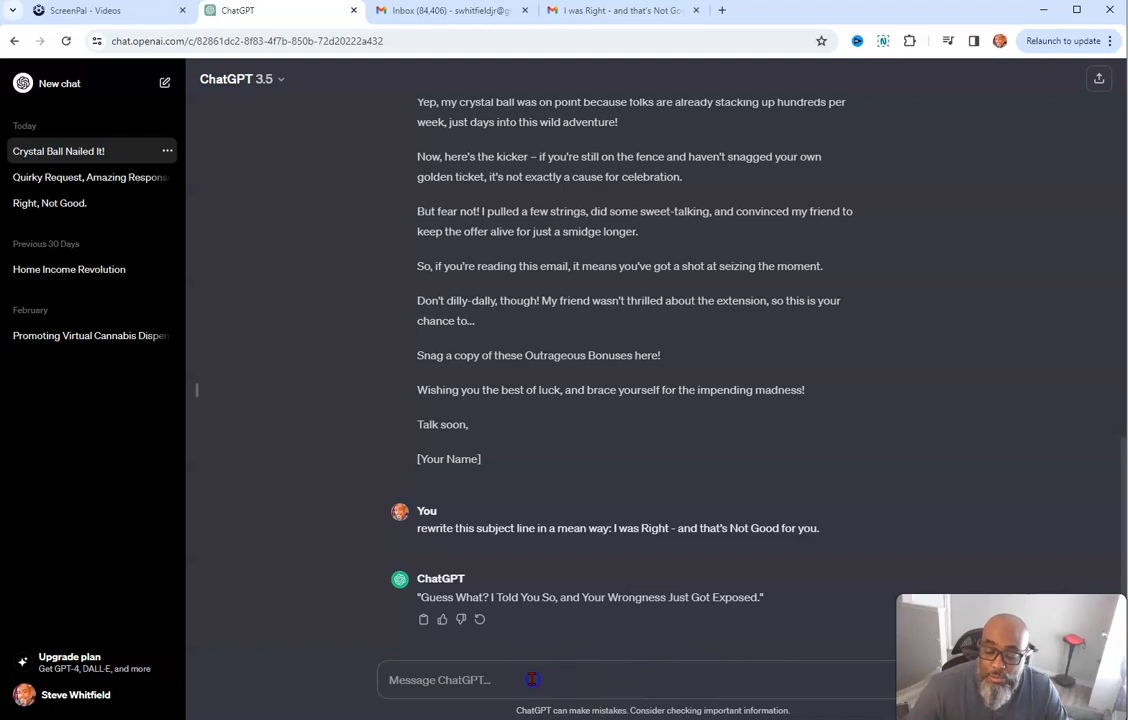 ScreenPal - Videos
ChatGPT
Inbox (84,406) - swhitfieldjr@g
I was Right - and that's Not Go
chat.openai.com/c/82861dc2-8f83-4f7b-850b-72d20222a432
Relaunch to update
New chat
ChatGPT 3.5
Today
Crystal Ball Nailed It!
Quirky Request, Amazing Respons
Right, Not Good.
Previous 30 Days
Home Income Revolution
February
Promoting Virtual Cannabis Dispen
Yep, my crystal ball was on point because folks are already stacking up hundreds per
week, just days into this wild adventure!
Now, here's the kicker – if you're still on the fence and haven't snagged your own
golden ticket, it's not exactly a cause for celebration.
But fear not! I pulled a few strings, did some sweet-talking, and convinced my friend to
keep the offer alive for just a smidge longer.
So, if you're reading this email, it means you've got a shot at seizing the moment.
Don't dilly-dally, though! My friend wasn't thrilled about the extension, so this is your
chance to...
Snag a copy of these Outrageous Bonuses here!
Wishing you the best of luck, and brace yourself for the impending madness!
Talk soon,
[Your Name]
You
rewrite this subject line in a mean way: I was Right - and that's Not Good for you.
ChatGPT
"Guess What? I Told You So, and Your Wrongness Just Got Exposed."
Upgrade plan
Get GPT-4, DALL·E, and more
Steve Whitfield
Message ChatGPT...
ChatGPT can make mistakes. Consider checking important information.